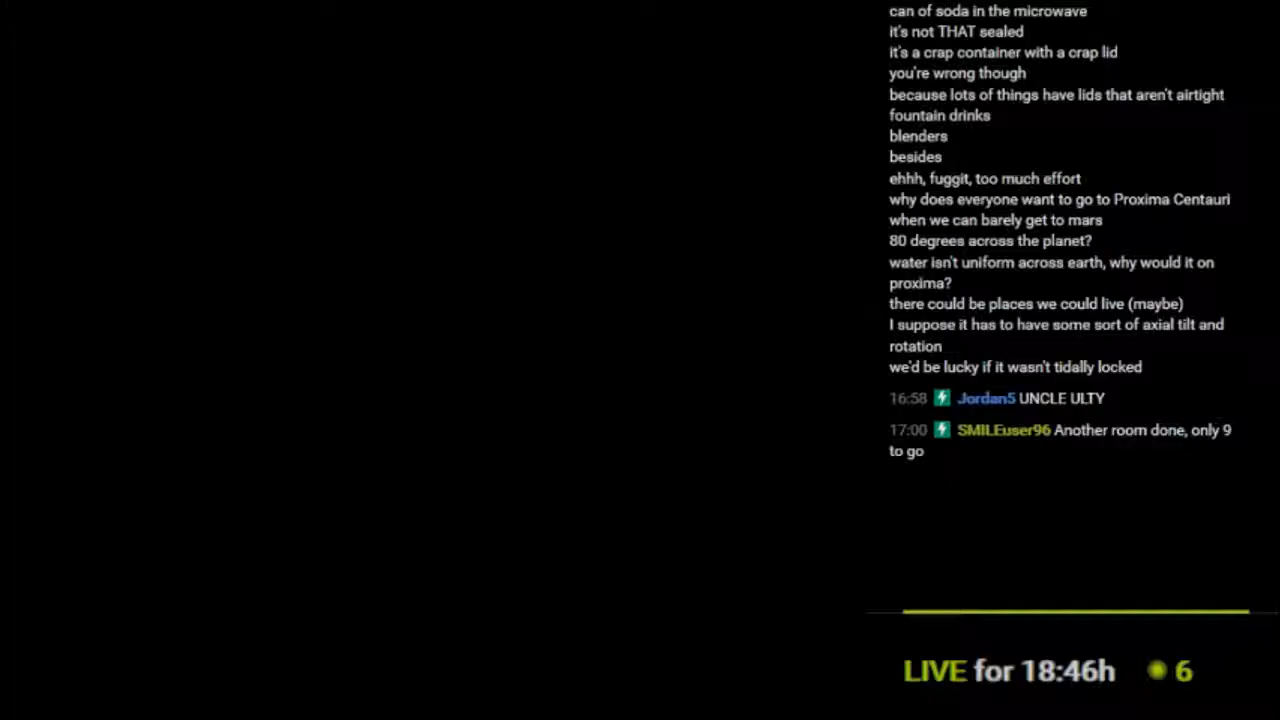 can of soda in the microwave
it's not THAT sealed
it's a crap container with a crap lid
you're wrong though
because lots of things have lids that aren't airtight
fountain drinks
blenders
besides
ehhh, fuggit, too much effort
why does everyone want to go to Proxima Centauri
when we can barely get to mars
80 degrees across the planet?
water isn't uniform across earth, why would it on
proxima?
there could be places we could live (maybe)
I suppose it has to have some sort of axial tilt and
rotation
we'd be lucky if it wasn't tidally locked
16:58 Jordan5 UNCLE ULTY
17:00 SMILEuser96 Another room done, only 9
to go
LIVE for 18:46h 6